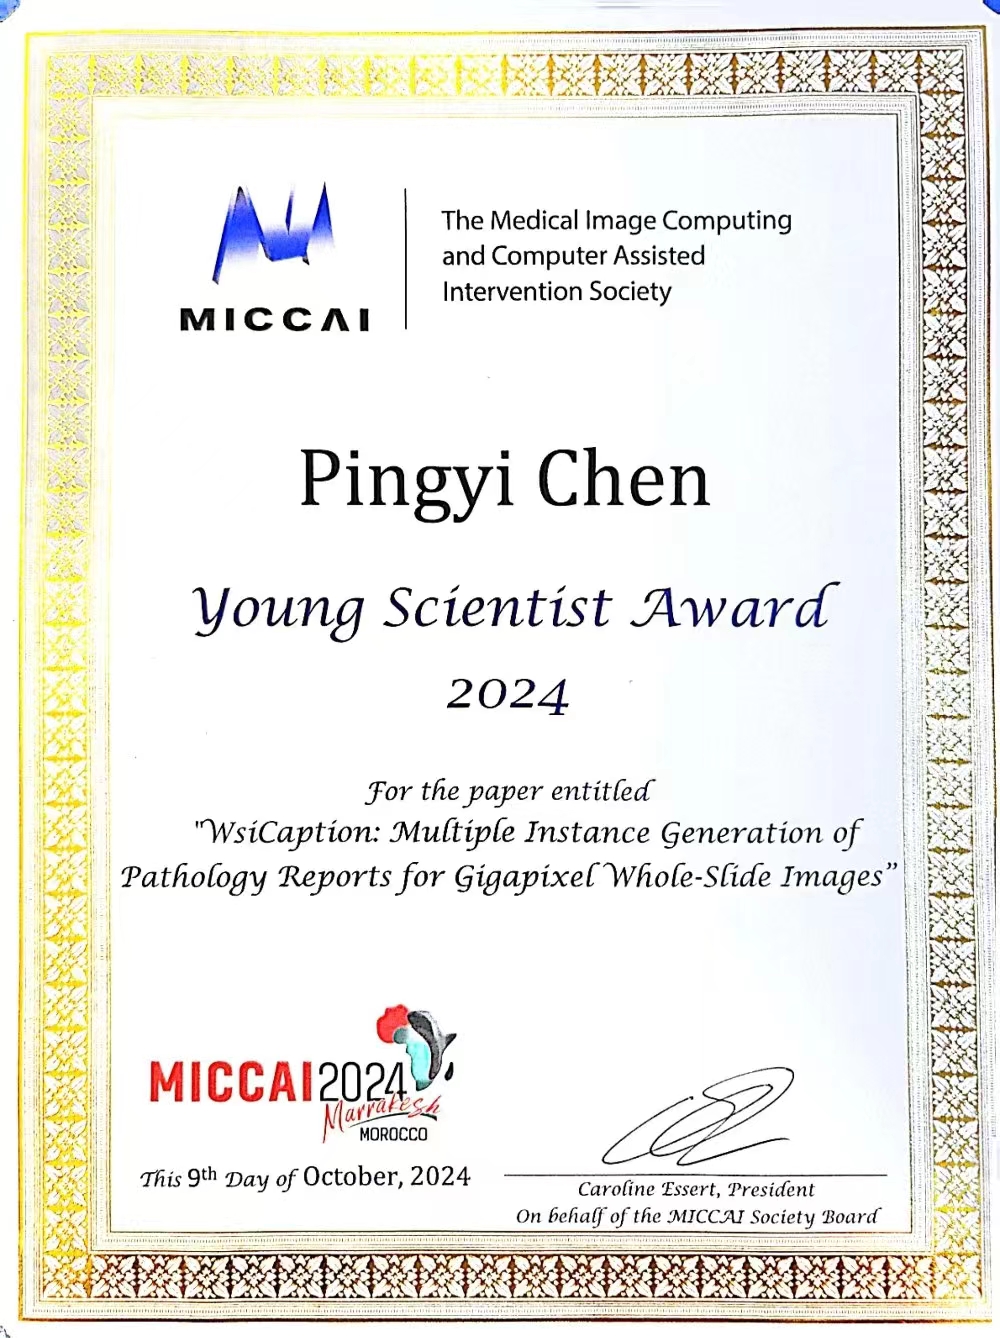 The Medical Image Computing
and Computer Assisted
Intervention Society
MICCAI
Pingyi Chen
Young Scientist Award
2024
For the paper entitled
"WsiCaption: Multiple Instance Generation of
Pathology Reports for Gigapixel Whole-Slide Images”
MICCAI2024
Marrakesh
MOROCCO
This 9th Day of October, 2024
Caroline Essert, President
On behalf of the MICCAI Society Board